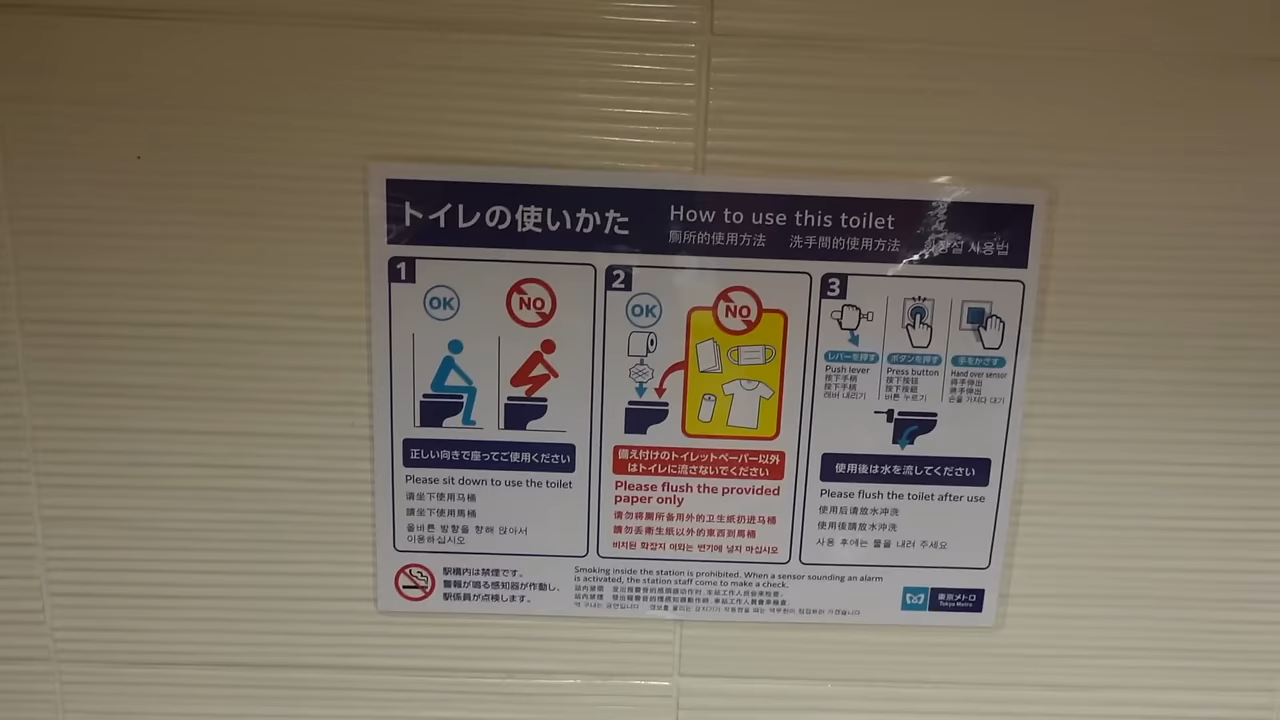 トイレの使いかた
How to use this toilet
厕所的使用方法 洗手間的使用方法 화장실 사용법
1
OK
NO
正しい向きで座ってご使用ください
Please sit down to use the toilet
请坐下使用马桶
請坐下使用馬桶
올바른 방향을 향해 앉아서
이용하십시오
2
OK
NO
備え付けのトイレットペーパー以外
はトイレに流さないでください
Please flush the provided
paper only
请勿将厕所备用外的卫生纸扔进马桶
請勿丟衛生紙以外的東西到馬桶
비치된 화장지 이외는 변기에 넣지 마십시오
3
レバーを押す
Push lever
按下手柄
按下手柄
레버 내리기
ボタンを押す
Press button
按下按钮
按下按鈕
버튼 누르기
手をかざす
Hand over sensor
将手伸出
將手伸出
손을 가져다 대기
使用後は水を流してください
Please flush the toilet after use
使用后请放水冲洗
使用後請放水沖洗
사용 후에는 물을 내려 주세요
駅構内は禁煙です。
警報が鳴る感知器が作動し、
駅係員が点検します。
Smoking inside the station is prohibited. When a sensor sounding an alarm
is activated, the station staff come to make a check.
東京メトロ
Tokyo Metro